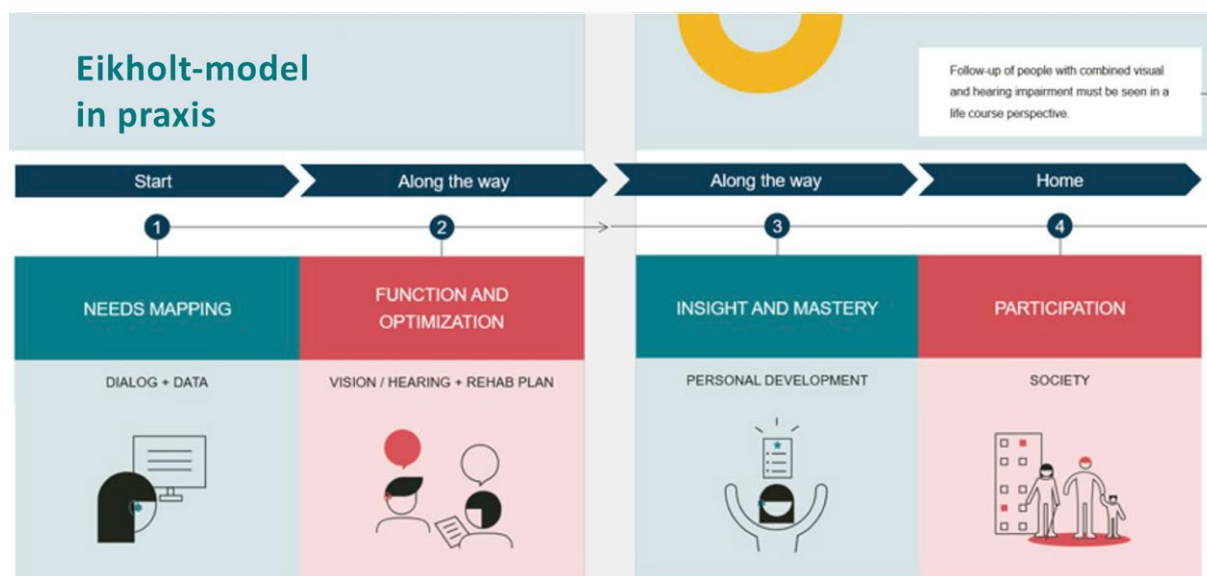 Eikholt-model
in praxis
Follow-up of people with combined visual
and hearing impairment must be seen in a
life course perspective.
Start
Along the way
Along the way
Home
1
2
3
4
NEEDS MAPPING
FUNCTION AND
OPTIMIZATION
INSIGHT AND MASTERY
PARTICIPATION
DIALOG + DATA
VISION / HEARING + REHAB PLAN
PERSONAL DEVELOPMENT
SOCIETY